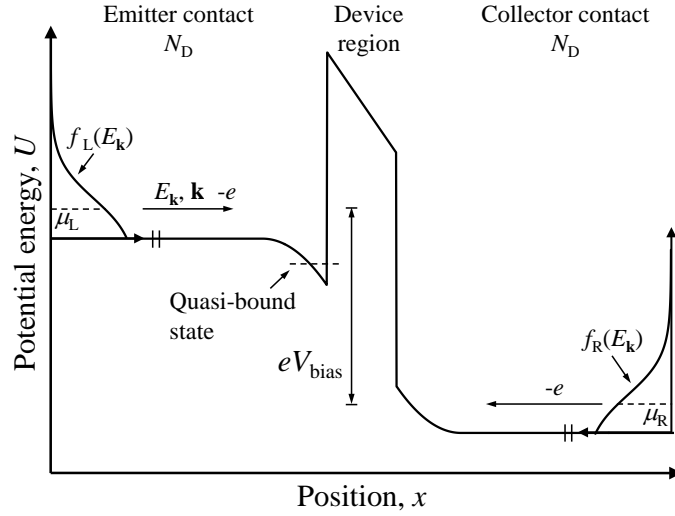 Emitter contact
N_D
Device
region
Collector contact
N_D
Potential energy, U
f_L(E_k)
E_k, k -e
μ_L
Quasi-bound
state
eV_bias
f_R(E_k)
-e
μ_R
Position, x